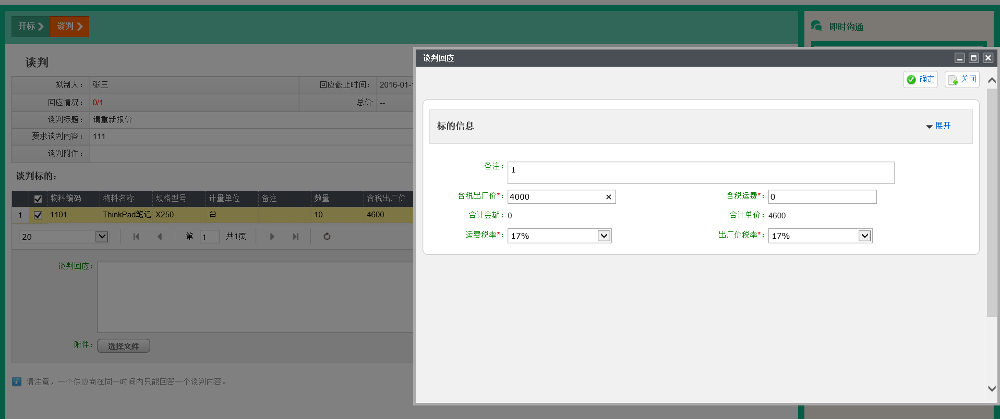 开标 谈判
即时沟通
谈判
拟制人： 张三 回应截止时间： 2016-01-1
回应情况： 0/1 总价: --
谈判标题： 请重新报价
要求谈判内容： 111
谈判附件：
谈判标的:
物料编码 物料名称 规格型号 计量单位 备注 数量 含税出厂价
1 1101 ThinkPad笔记 X250 台 10 4600
20 第 1 共1页
谈判回应：
附件： 选择文件
请注意，一个供应商在同一时间内只能回答一个谈判内容。
谈判回应
确定 关闭
标的信息 展开
备注： 1
含税出厂价*： 4000 含税运费*： 0
合计金额： 0 合计单价： 4600
运费税率*： 17% 出厂价税率*： 17%